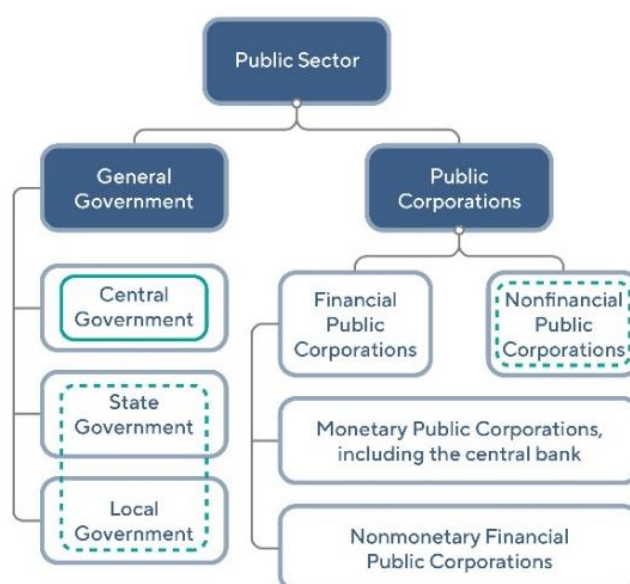 Public Sector
General
Government
Public
Corporations
Central
Government
Financial
Public
Corporations
Nonfinancial
Public
Corporations
State
Government
Monetary Public Corporations,
including the central bank
Local
Government
Nonmonetary Financial
Public Corporations